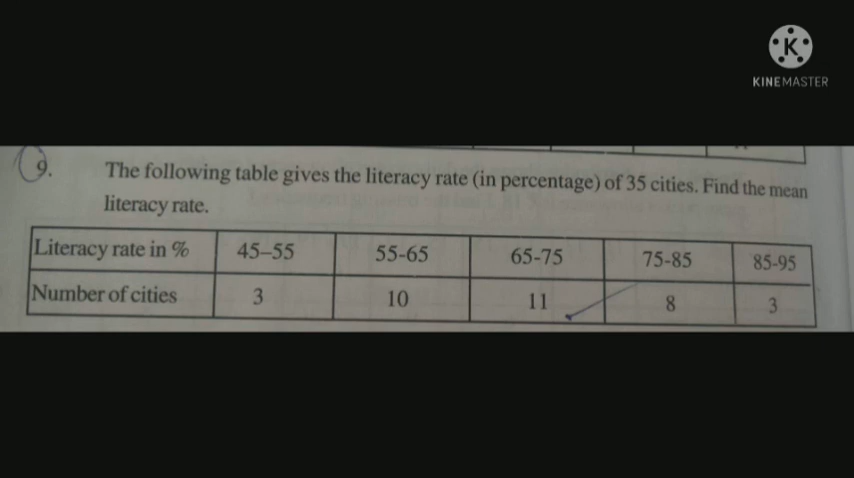 K
KINEMASTER
9. The following table gives the literacy rate (in percentage) of 35 cities. Find the mean
literacy rate.
Literacy rate in % 45–55 55-65 65-75 75-85 85-95
Number of cities 3 10 11 8 3